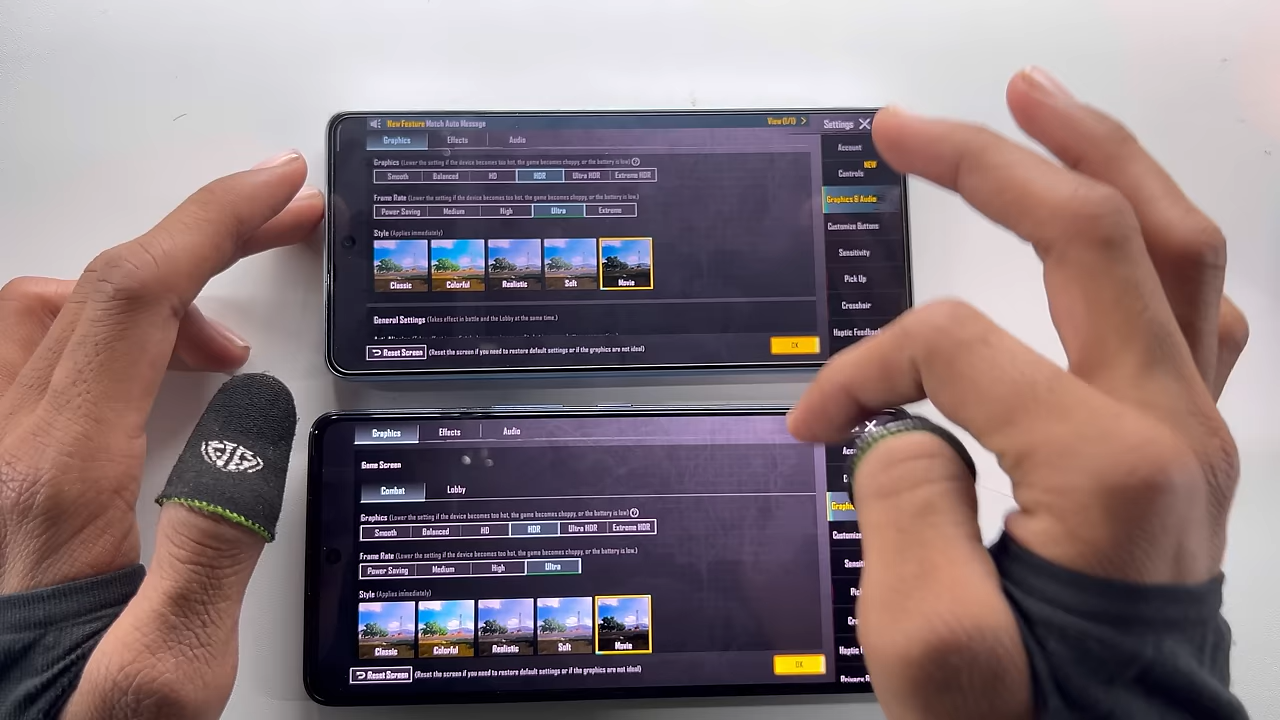 New Feature Match Auto Message View (1/1) > Settings X
Graphics Effects Audio
Account
Graphics (Lower the setting if the device becomes too hot, the game becomes choppy, or the battery is low.) ?
NEW
Controls
Smooth Balanced HD HDR Ultra HDR Extreme HDR
Frame Rate (Lower the setting if the device becomes too hot, the game becomes choppy, or the battery is low.)
Graphics & Audio
Power Saving Medium High Ultra Extreme
Customize Buttons
Style (Applies immediately)
Sensitivity
Classic Colorful Realistic Soft Movie
Pick Up
Crosshair
General Settings (Takes effect in battle and the Lobby at the same time.)
Haptic Feedback
Reset Screen (Reset the screen if you need to restore default settings or if the graphics are not ideal) OK
Graphics Effects Audio X
Game Screen
Combat Lobby
Graphics (Lower the setting if the device becomes too hot, the game becomes choppy, or the battery is low.) ?
Smooth Balanced HD HDR Ultra HDR Extreme HDR
Customiz
Frame Rate (Lower the setting if the device becomes too hot, the game becomes choppy, or the battery is low.)
Power Saving Medium High Ultra
Sensit
Style (Applies immediately)
Pic
Classic Colorful Realistic Soft Movie
Haptic
Reset Screen (Reset the screen if you need to restore default settings or if the graphics are not ideal) OK